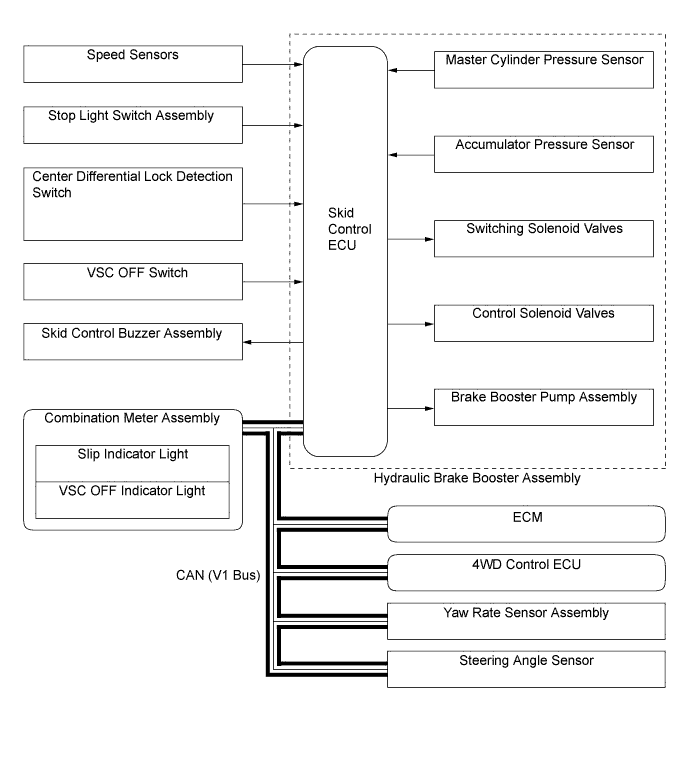 Speed Sensors
Stop Light Switch Assembly
Center Differential Lock Detection
Switch
VSC OFF Switch
Skid Control Buzzer Assembly
Combination Meter Assembly
Slip Indicator Light
VSC OFF Indicator Light
Skid
Control
ECU
Master Cylinder Pressure Sensor
Accumulator Pressure Sensor
Switching Solenoid Valves
Control Solenoid Valves
Brake Booster Pump Assembly
Hydraulic Brake Booster Assembly
CAN (V1 Bus)
ECM
4WD Control ECU
Yaw Rate Sensor Assembly
Steering Angle Sensor